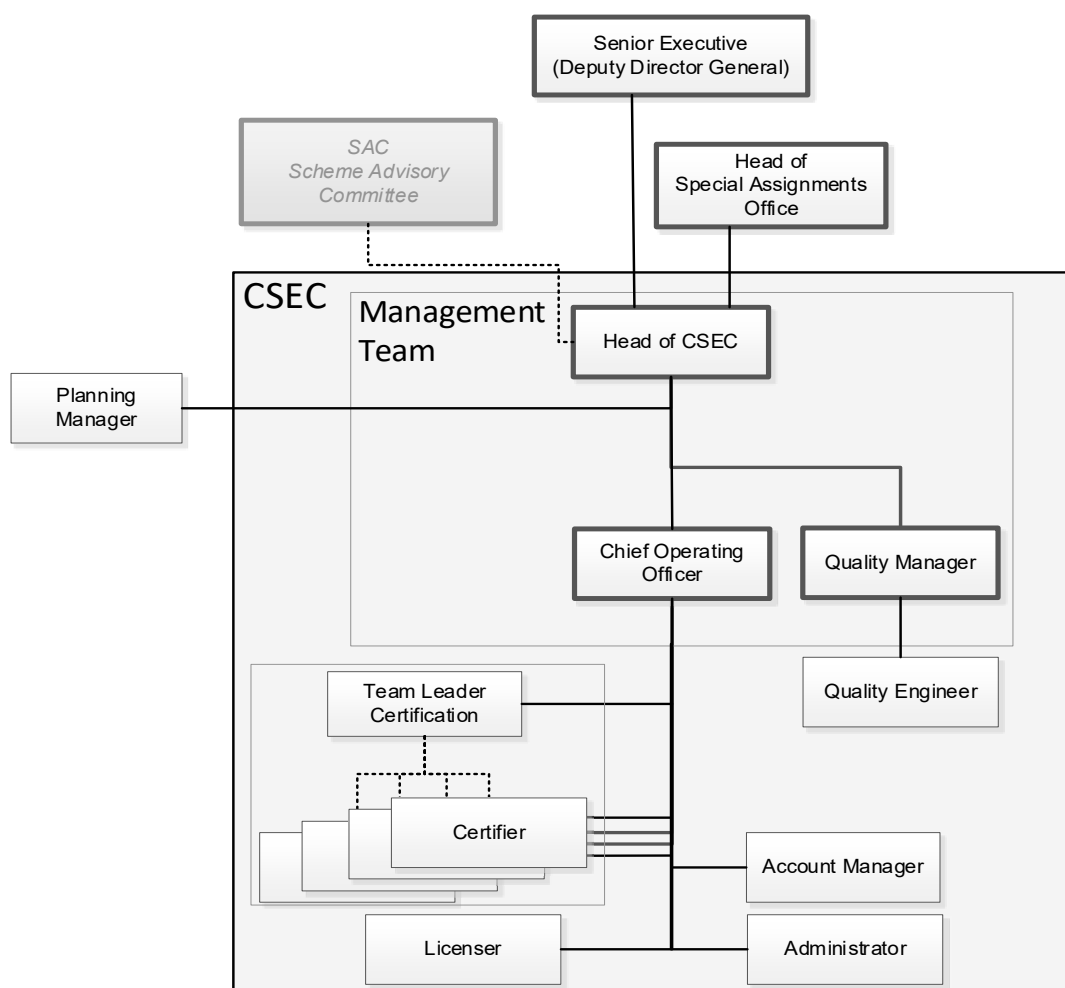 Senior Executive
(Deputy Director General)
SAC
Scheme Advisory
Committee
Head of
Special Assignments
Office
CSEC
Management
Team
Head of CSEC
Planning
Manager
Chief Operating
Officer
Quality Manager
Team Leader
Certification
Quality Engineer
Certifier
Account Manager
Licenser
Administrator